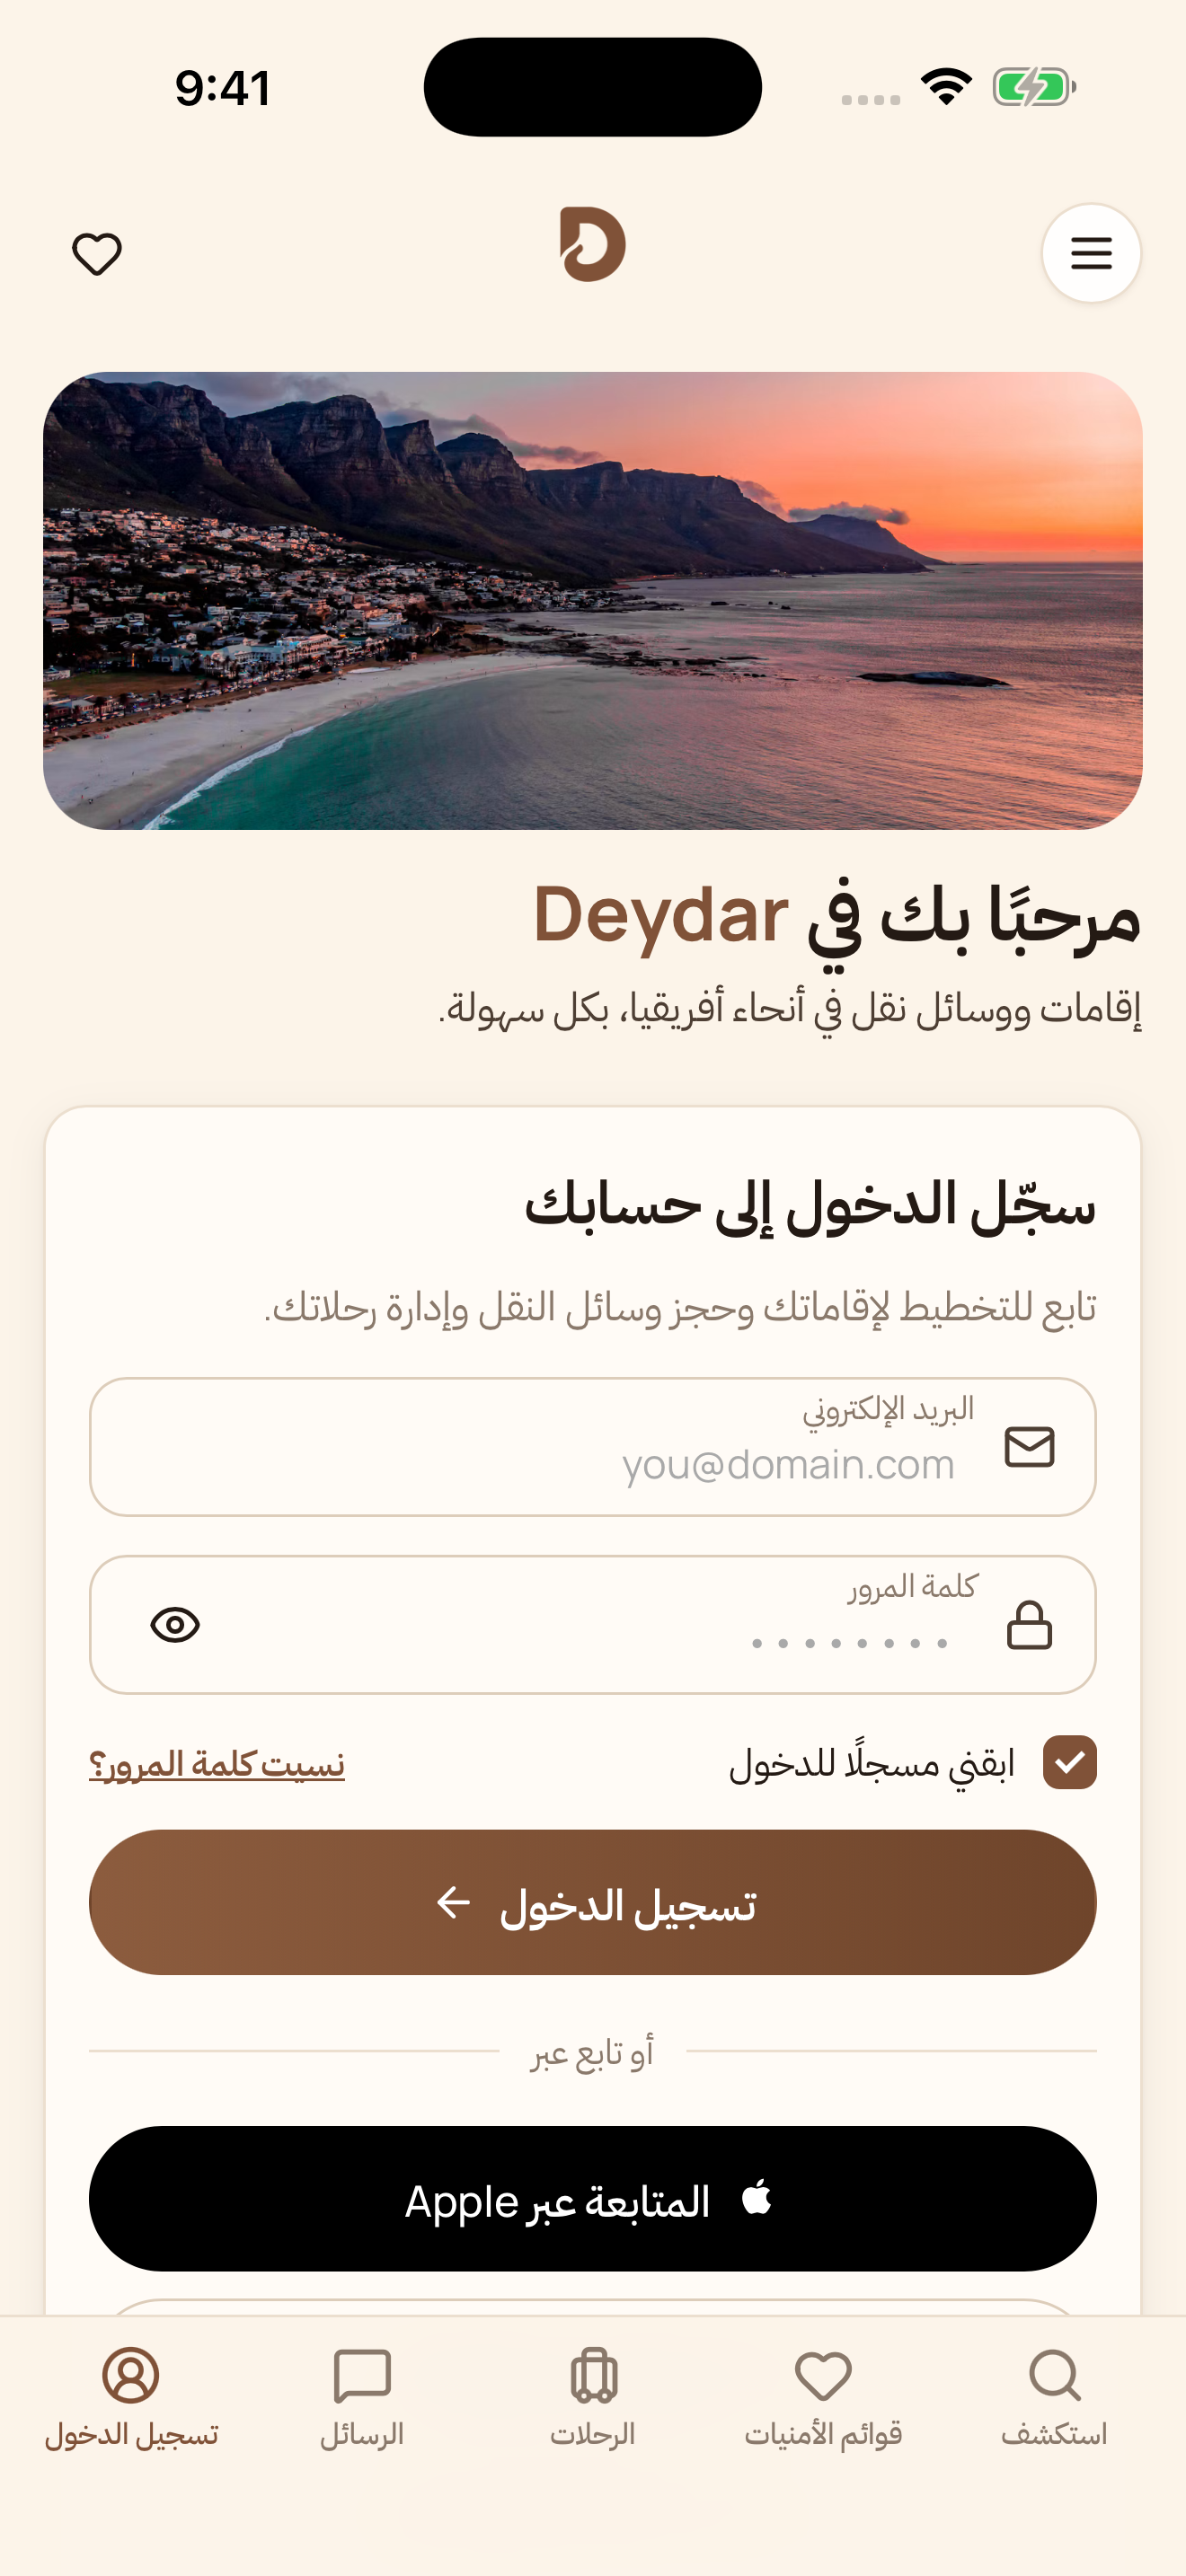 9:41
مرحبًا بك في Deydar
إقامات ووسائل نقل في أنحاء أفريقيا، بكل سهولة.
سجّل الدخول إلى حسابك
تابع للتخطيط لإقاماتك وحجز وسائل النقل وإدارة رحلاتك.
البريد الإلكتروني
you@domain.com
كلمة المرور
ابقني مسجلًا للدخول
نسيت كلمة المرور؟
تسجيل الدخول
أو تابع عبر
المتابعة عبر Apple
استكشف
قوائم الأمنيات
الرحلات
الرسائل
تسجيل الدخول